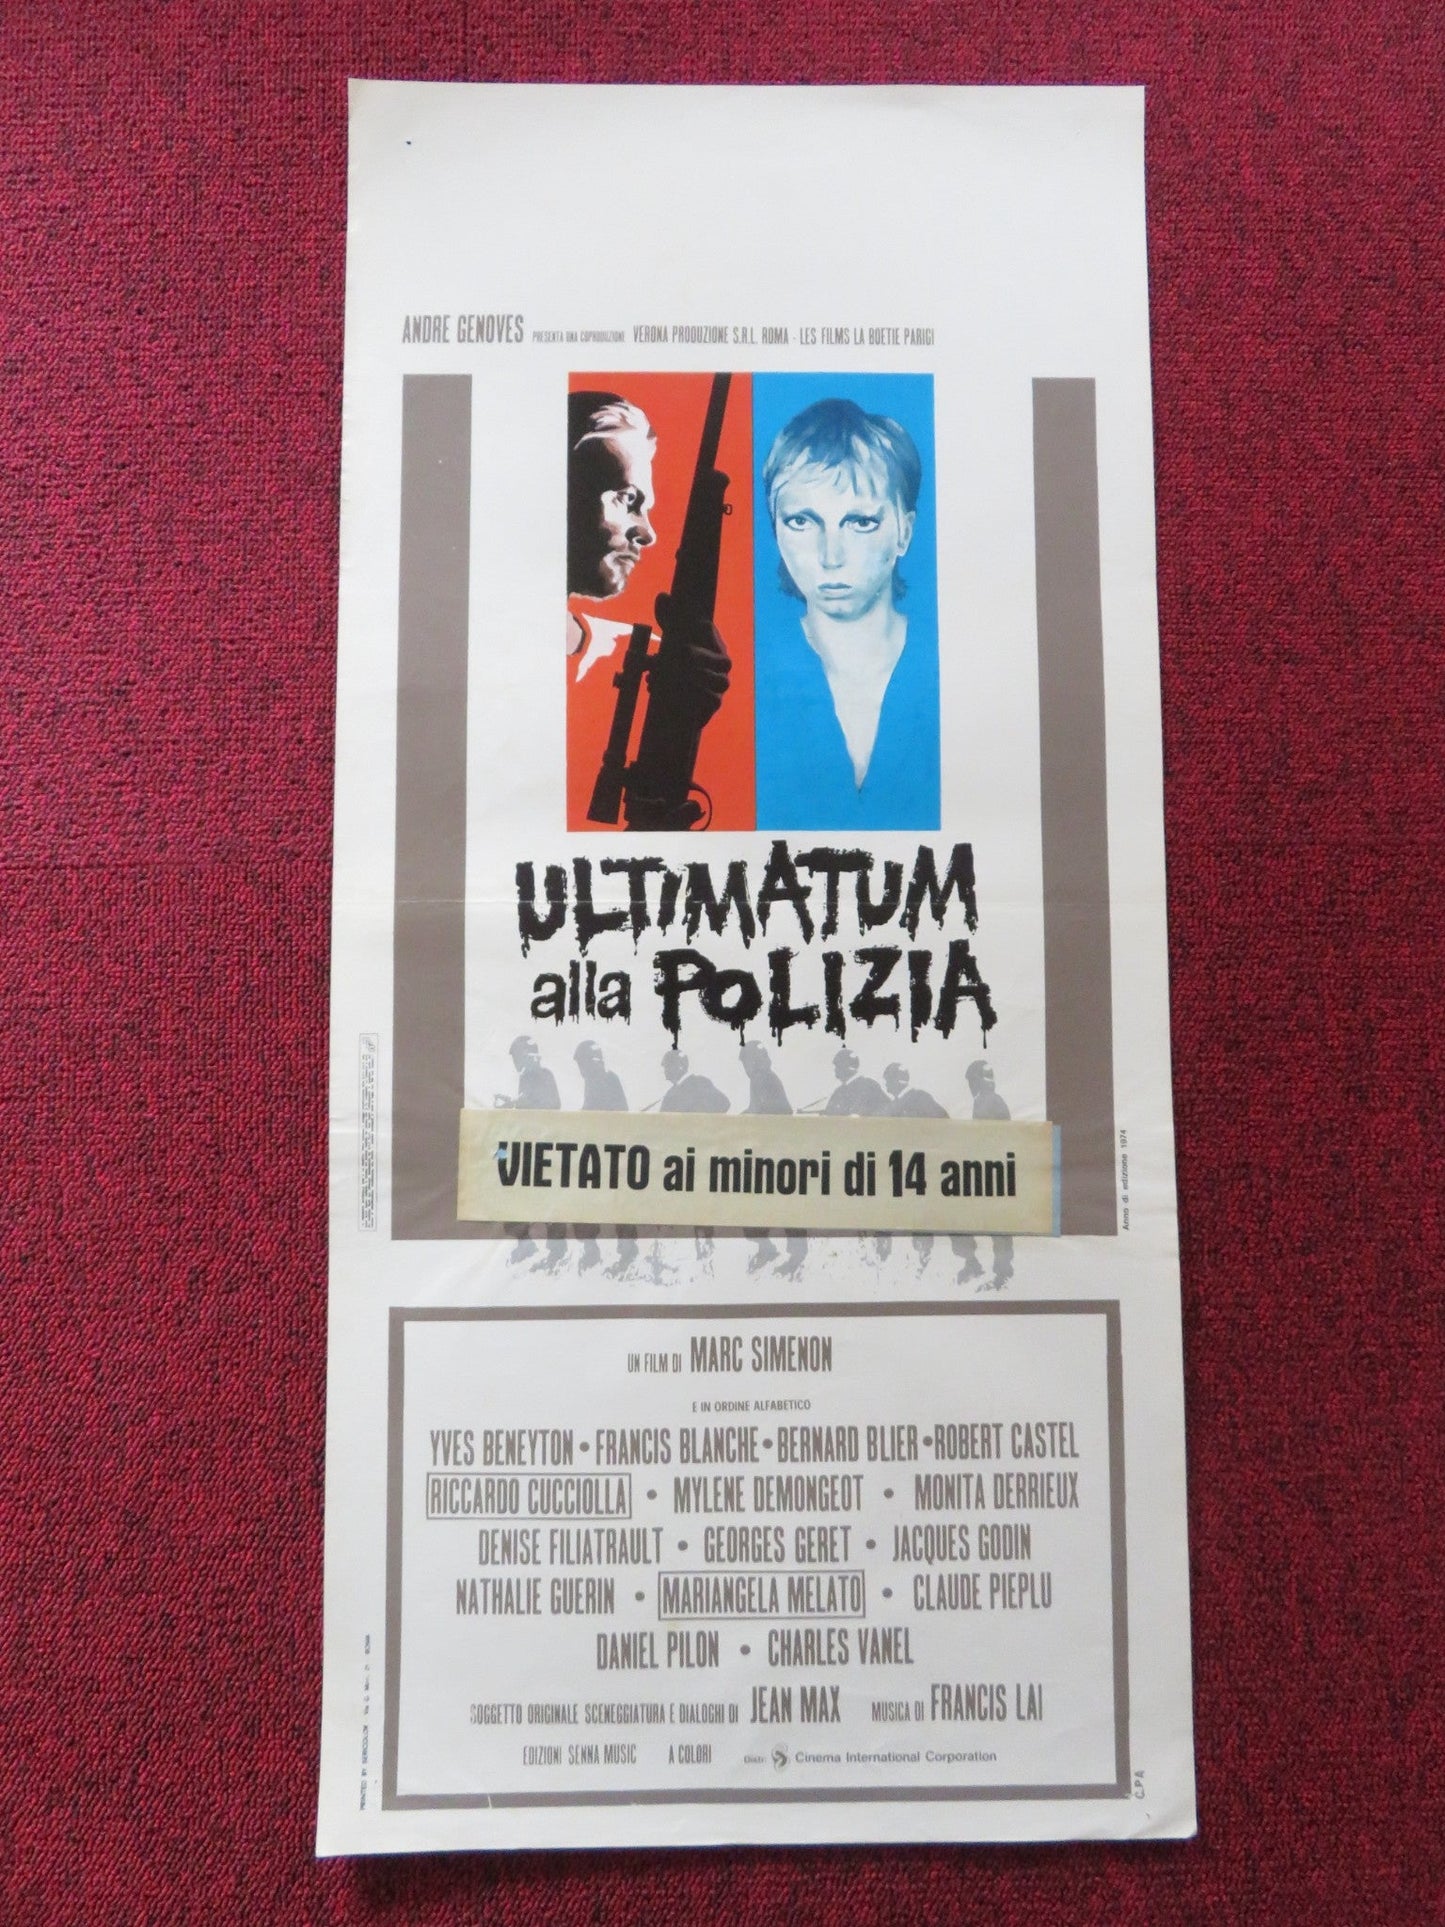 ANDRE GENOVES PRESENTA UNA COPRODUZIONE VERONA PRODUZIONE S.R.L. ROMA - LES FILMS LA BOETIE PARIGI
ULTIMATUM
alla POLIZIA
VIETATO ai minori di 14 anni
Anno di edizione 1974
UN FILM DI MARC SIMENON
E IN ORDINE ALFABETICO
YVES BENEYTON • FRANCIS BLANCHE • BERNARD BLIER • ROBERT CASTEL
RICCARDO CUCCIOLLA • MYLENE DEMONGEOT • MONITA DERRIEUX
DENISE FILIATRAULT • GEORGES GERET • JACQUES GODIN
NATHALIE GUERIN • MARIANGELA MELATO • CLAUDE PIEPLU
DANIEL PILON • CHARLES VANEL
SOGGETTO ORIGINALE SCENEGGIATURA E DIALOGHI DI JEAN MAX MUSICA DI FRANCIS LAI
EDIZIONI SENNA MUSIC A COLORI Distr. Cinema International Corporation
C.P.A
PRINTED BY SERICOLOR ROMA